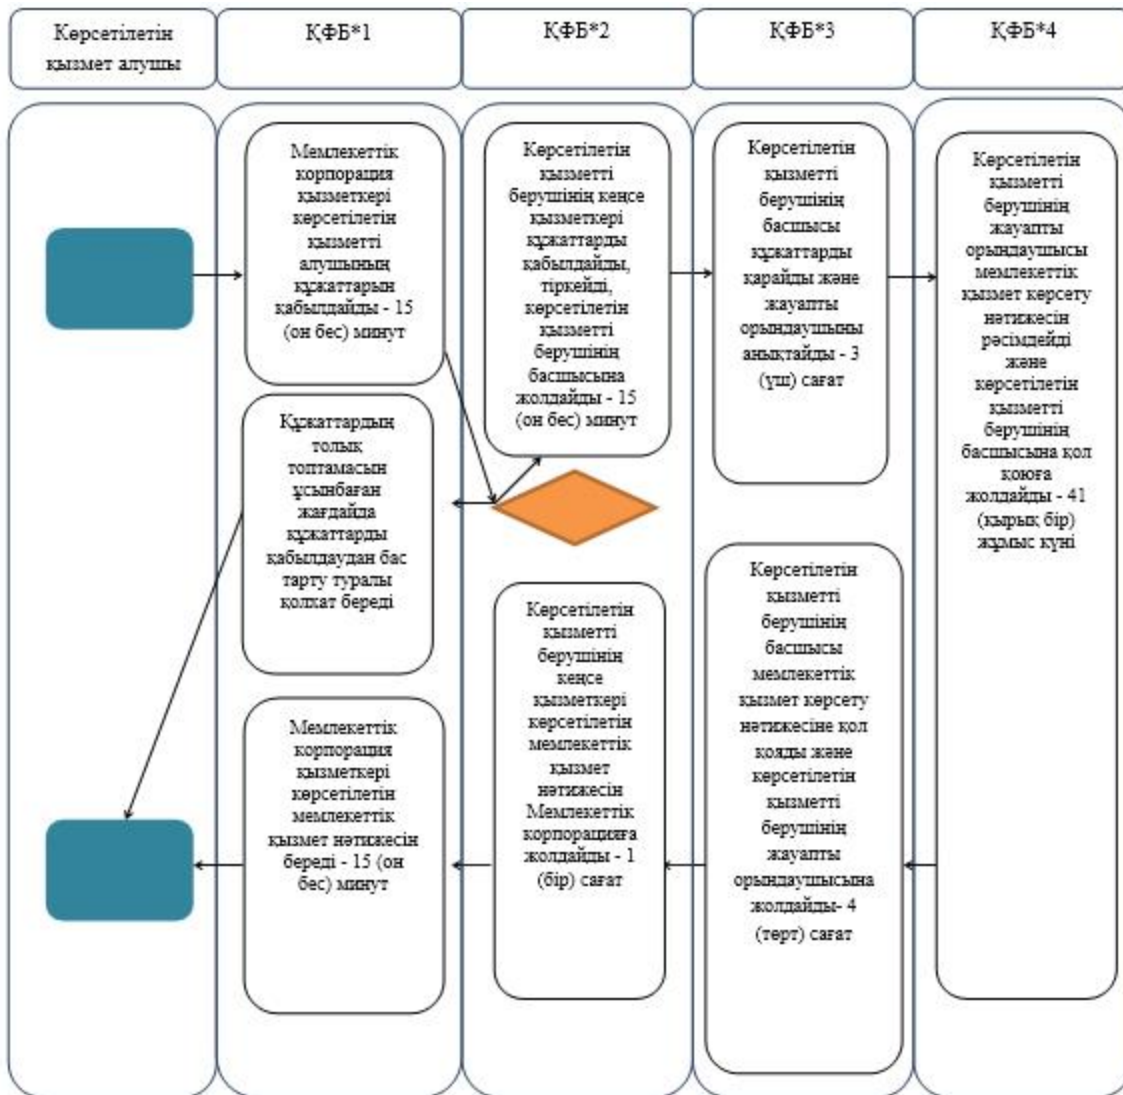 Көрсетілетін
қызмет алушы
ҚФБ*1
ҚФБ*2
ҚФБ*3
ҚФБ*4
Мемлекеттік
корпорация
қызметкері
көрсетілетін
қызметті
алушының
құжаттарын
қабылдайды - 15
(он бес) минут
Құжаттардың
толық
топтамасын
ұсынбаған
жағдайда
құжаттарды
қабылдаудан бас
тарту туралы
қолхат береді
Мемлекеттік
корпорация
қызметкері
көрсетілетін
мемлекеттік
қызмет нәтижесін
береді - 15 (он
бес) минут
Көрсетілетін
қызметті
берушінің кеңсе
қызметкері
құжаттарды
қабылдайды,
тіркейді,
көрсетілетін
қызметті
берушінің
басшысына
жолдайды - 15
(он бес) минут
Көрсетілетін
қызметті
берушінің
кеңсе
қызметкері
көрсетілетін
мемлекеттік
қызмет
нәтижесін
Мемлекеттік
корпорацияға
жолдайды - 1
(бір) сағат
Көрсетілетін
қызметті
берушінің
басшысы
құжаттарды
қарайды және
жауапты
орындаушыны
анықтайды - 3
(үш) сағат
Көрсетілетін
қызметті
берушінің
басшысы
мемлекеттік
қызмет көрсету
нәтижесіне қол
қояды және
көрсетілетін
қызметті
берушінің
жауапты
орындаушысына
жолдайды- 4
(төрт) сағат
Көрсетілетін
қызметті
берушінің
жауапты
орындаушысы
мемлекеттік
қызмет көрсету
нәтижесін
рәсімдейді
және
көрсетілетін
қызметті
берушінің
басшысына қол
қоюға
жолдайды - 41
(қырық бір)
жұмыс күні